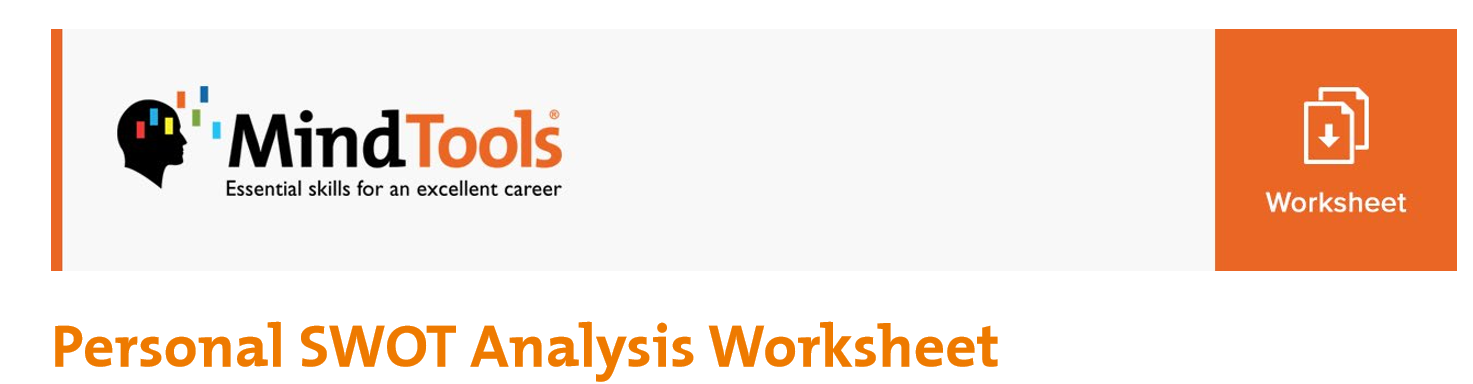 MindTools®
Essential skills for an excellent career
Worksheet
Personal SWOT Analysis Worksheet